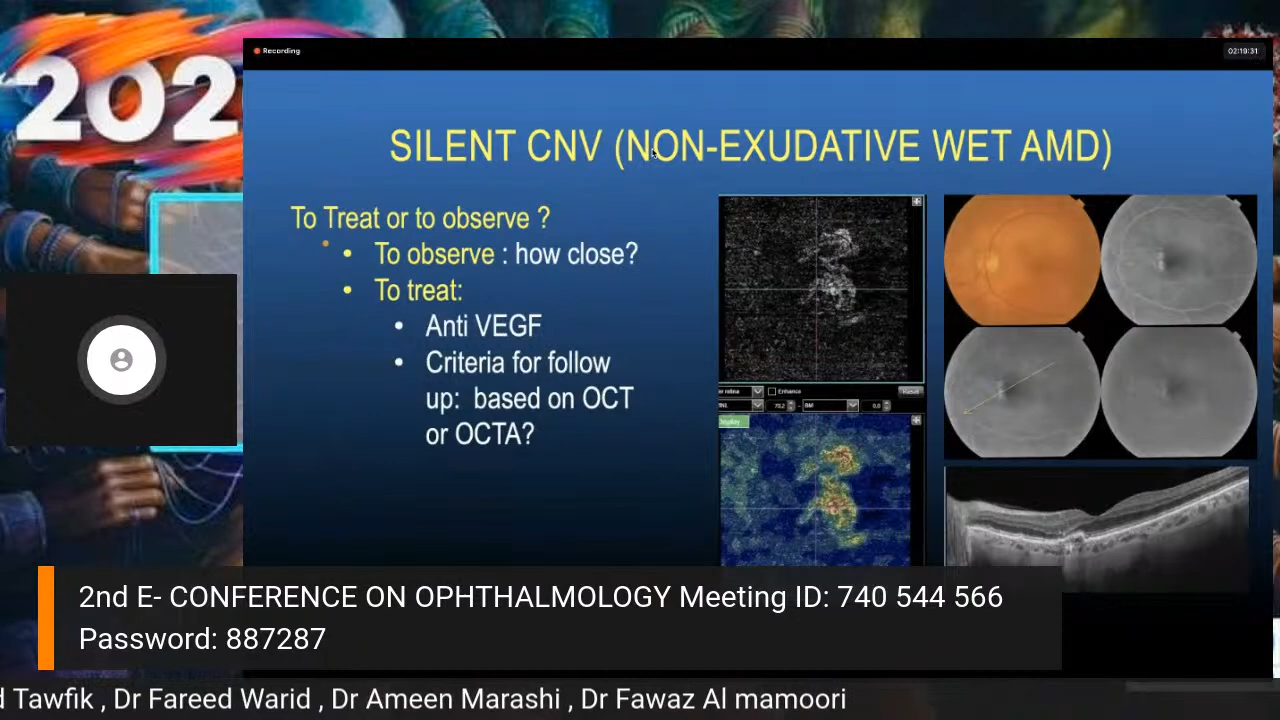 202
Recording
02:19:31
SILENT CNV (NON-EXUDATIVE WET AMD)
To Treat or to observe ?
• To observe : how close?
• To treat:
• Anti VEGF
• Criteria for follow
up: based on OCT
or OCTA?
Enhance
Reset
BM
2nd E- CONFERENCE ON OPHTHALMOLOGY Meeting ID: 740 544 566
Password: 887287
d Tawfik , Dr Fareed Warid , Dr Ameen Marashi , Dr Fawaz Al mamoori